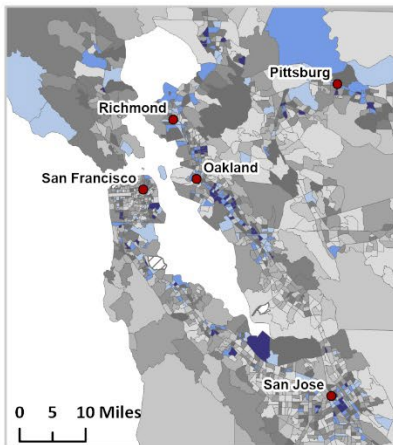 Pittsburg
Richmond
Oakland
San Francisco
San Jose
0 5 10 Miles